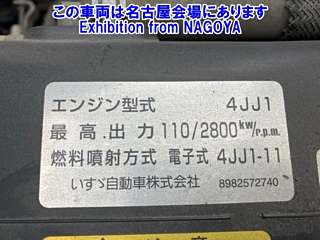 この車両は名古屋会場にあります
Exhibition from NAGOYA
エンジン型式 4JJ1
最高出力 110/2800 kw/r.p.m.
燃料噴射方式 電子式 4JJ1-11
いすゞ自動車株式会社 8982572740